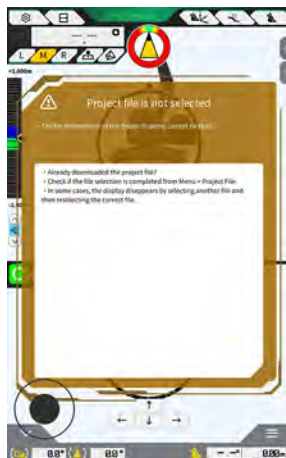 L M R
+1,000m
Project file is not selected
・Already downloaded the project file?
・Check if the file selection is completed from Menu > Project File.
・In some cases, the display disappears by selecting another file and
then reselecting the correct file.
0.0° 0.0°